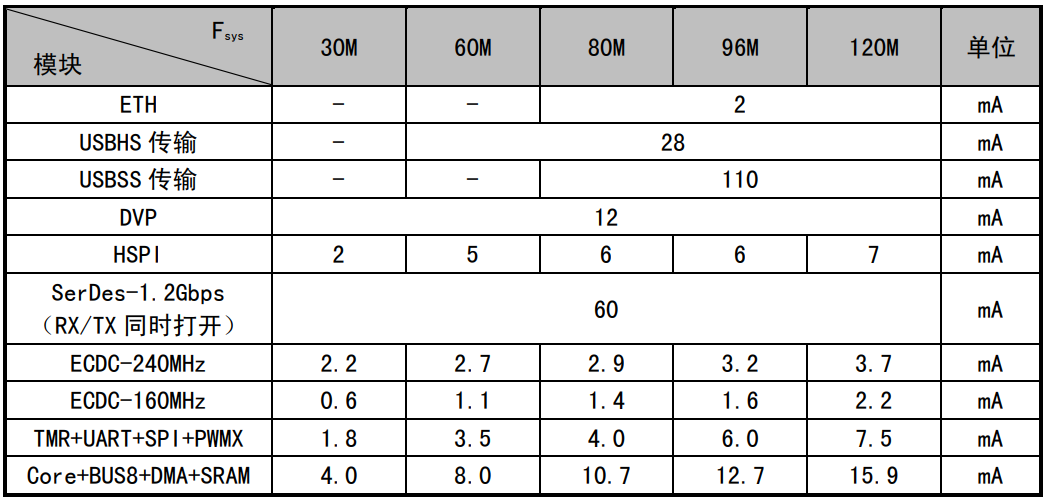 Fsys 30M 60M 80M 96M 120M 单位
模块
ETH - - 2 mA
USBHS 传输 - 28 mA
USBSS 传输 - - 110 mA
DVP 12 mA
HSPI 2 5 6 6 7 mA
SerDes-1.2Gbps
（RX/TX 同时打开） 60 mA
ECDC-240MHz 2.2 2.7 2.9 3.2 3.7 mA
ECDC-160MHz 0.6 1.1 1.4 1.6 2.2 mA
TMR+UART+SPI+PWMX 1.8 3.5 4.0 6.0 7.5 mA
Core+BUS8+DMA+SRAM 4.0 8.0 10.7 12.7 15.9 mA